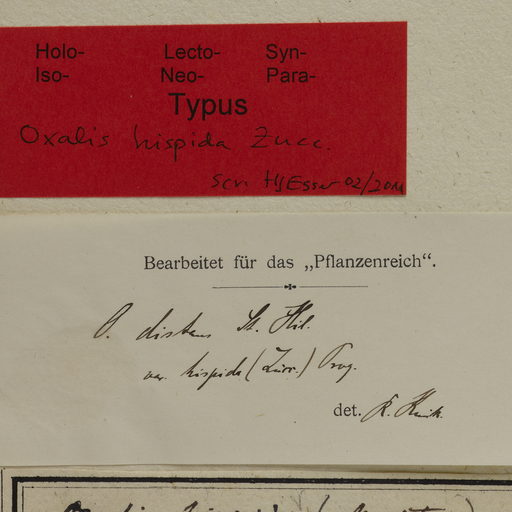 Holo- Lecto- Syn-
Iso- Neo- Para-
Typus
Oxalis hispida Zucc.
scr. HJEsser 02/2011
Bearbeitet für das „Pflanzenreich“.
O. distans St. Hil.
var. hispida (Zucc.) Prog.
det. R. Knuth.